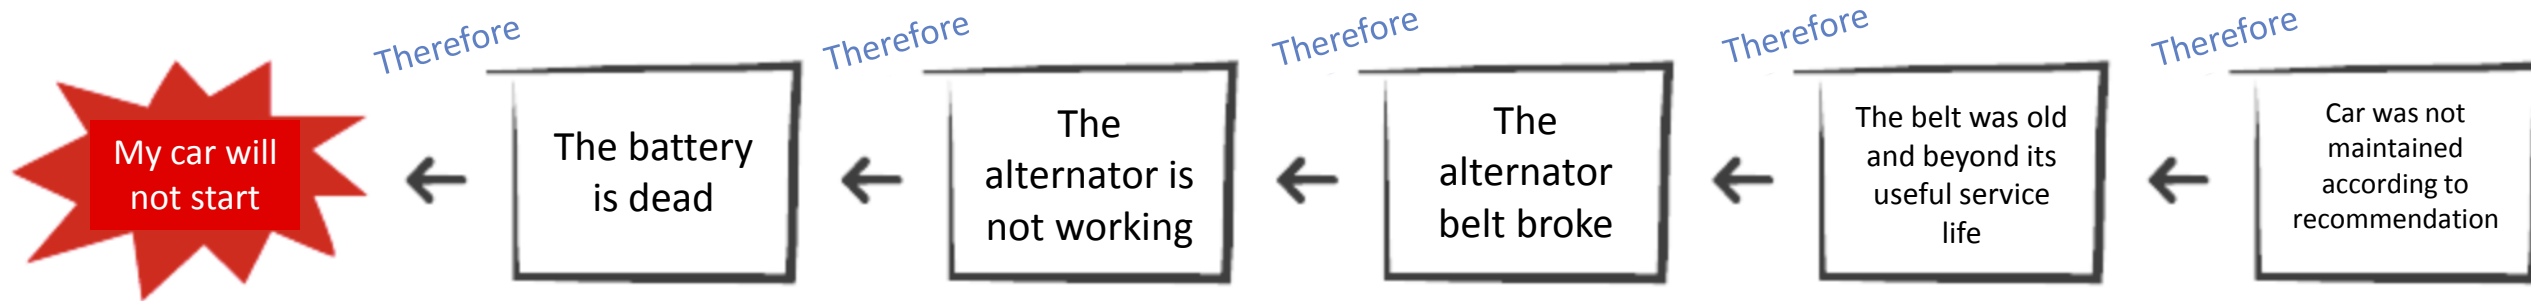 Therefore
Therefore
Therefore
Therefore
Therefore
My car will
not start
The battery
is dead
The
alternator is
not working
The
alternator
belt broke
The belt was old
and beyond its
useful service
life
Car was not
maintained
according to
recommendation